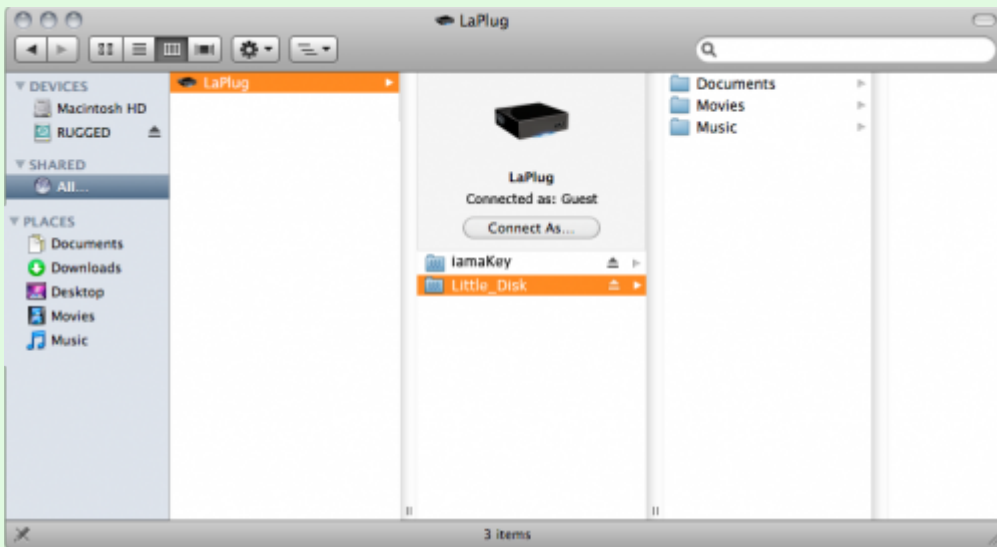 LaPlug
DEVICES
Macintosh HD
RUGGED
SHARED
All...
PLACES
Documents
Downloads
Desktop
Movies
Music
LaPlug
LaPlug
Connected as: Guest
Connect As...
iamaKey
Little_Disk
Documents
Movies
Music
3 items